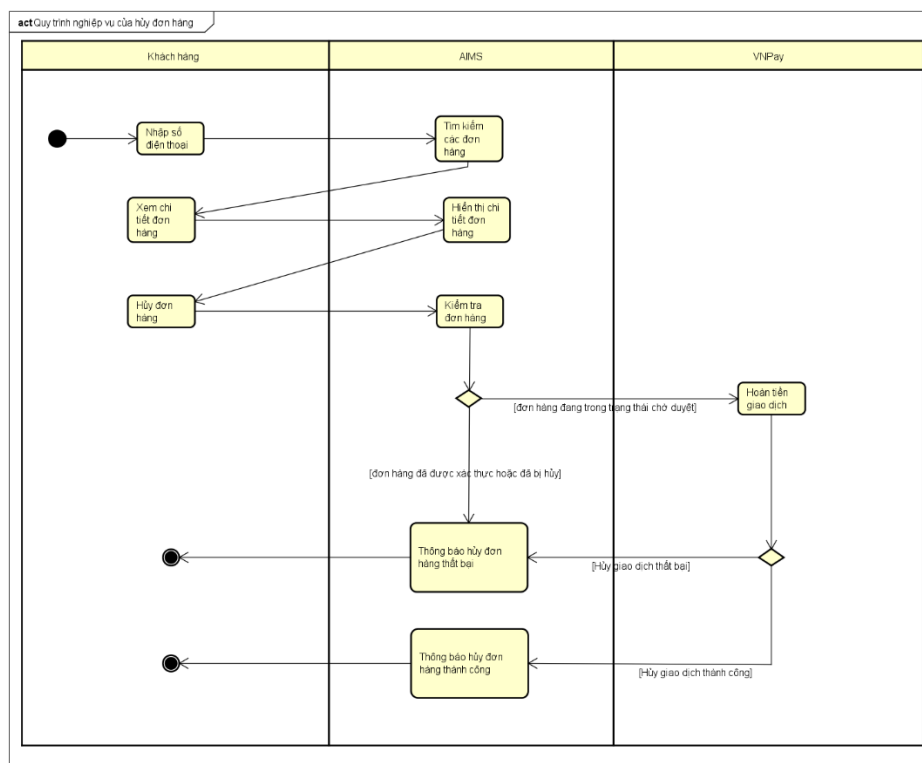 act Quy trình nghiệp vụ của hủy đơn hàng
Khách hàng
AIMS
VNPay
Nhập số
điện thoại
Tìm kiếm
các đơn
hàng
Xem chi
tiết đơn
hàng
Hiển thị chi
tiết đơn
hàng
Hủy đơn
hàng
Kiểm tra
đơn hàng
Hoàn tiền
giao dịch
[đơn hàng đang trong trạng thái chờ duyệt]
[đơn hàng đã được xác thực hoặc đã bị hủy]
Thông báo hủy đơn
hàng thất bại
[Hủy giao dịch thất bại]
Thông báo hủy đơn
hàng thành công
[Hủy giao dịch thành công]